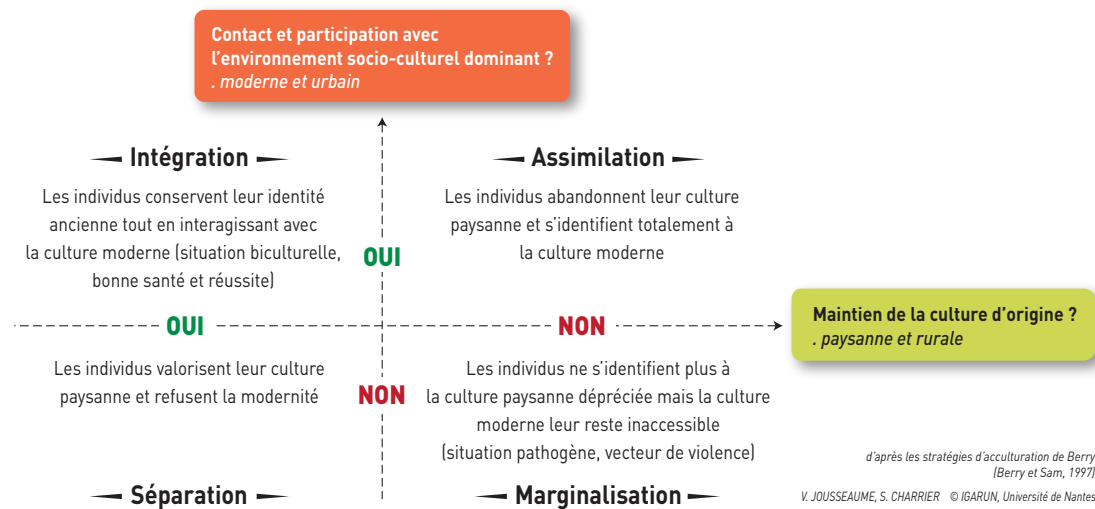 Contact et participation avec
l'environnement socio-culturel dominant ?
. moderne et urbain
Intégration
Les individus conservent leur identité
ancienne tout en interagissant avec
la culture moderne (situation biculturelle,
bonne santé et réussite)
Assimilation
Les individus abandonnent leur culture
paysanne et s'identifient totalement à
la culture moderne
OUI
OUI
NON
Maintien de la culture d'origine ?
. paysanne et rurale
Les individus valorisent leur culture
paysanne et refusent la modernité
NON
Les individus ne s'identifient plus à
la culture paysanne dépréciée mais la culture
moderne leur reste inaccessible
(situation pathogène, vecteur de violence)
Séparation
Marginalisation
d'après les stratégies d'acculturation de Berry
(Berry et Sam, 1997)
V. JOUSSEAUME, S. CHARRIER © IGARUN, Université de Nantes